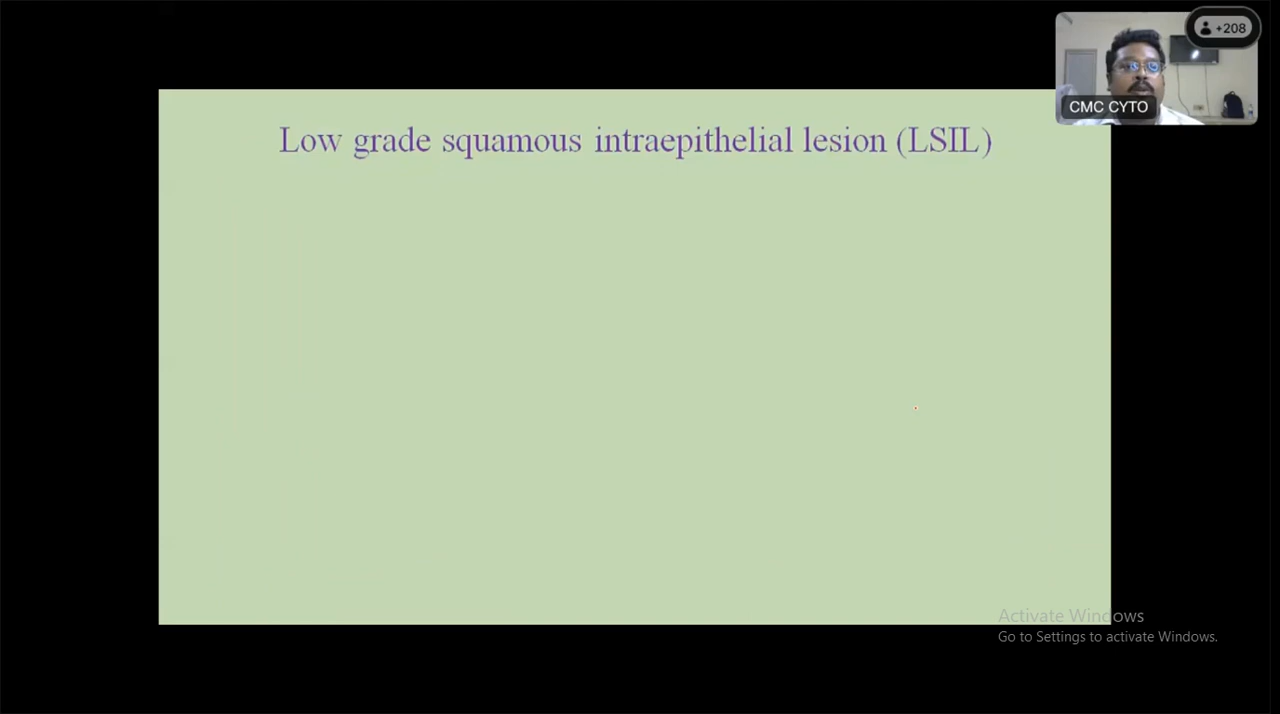 +208
CMC CYTO
Low grade squamous intraepithelial lesion (LSIL)
Activate Windows
Go to Settings to activate Windows.